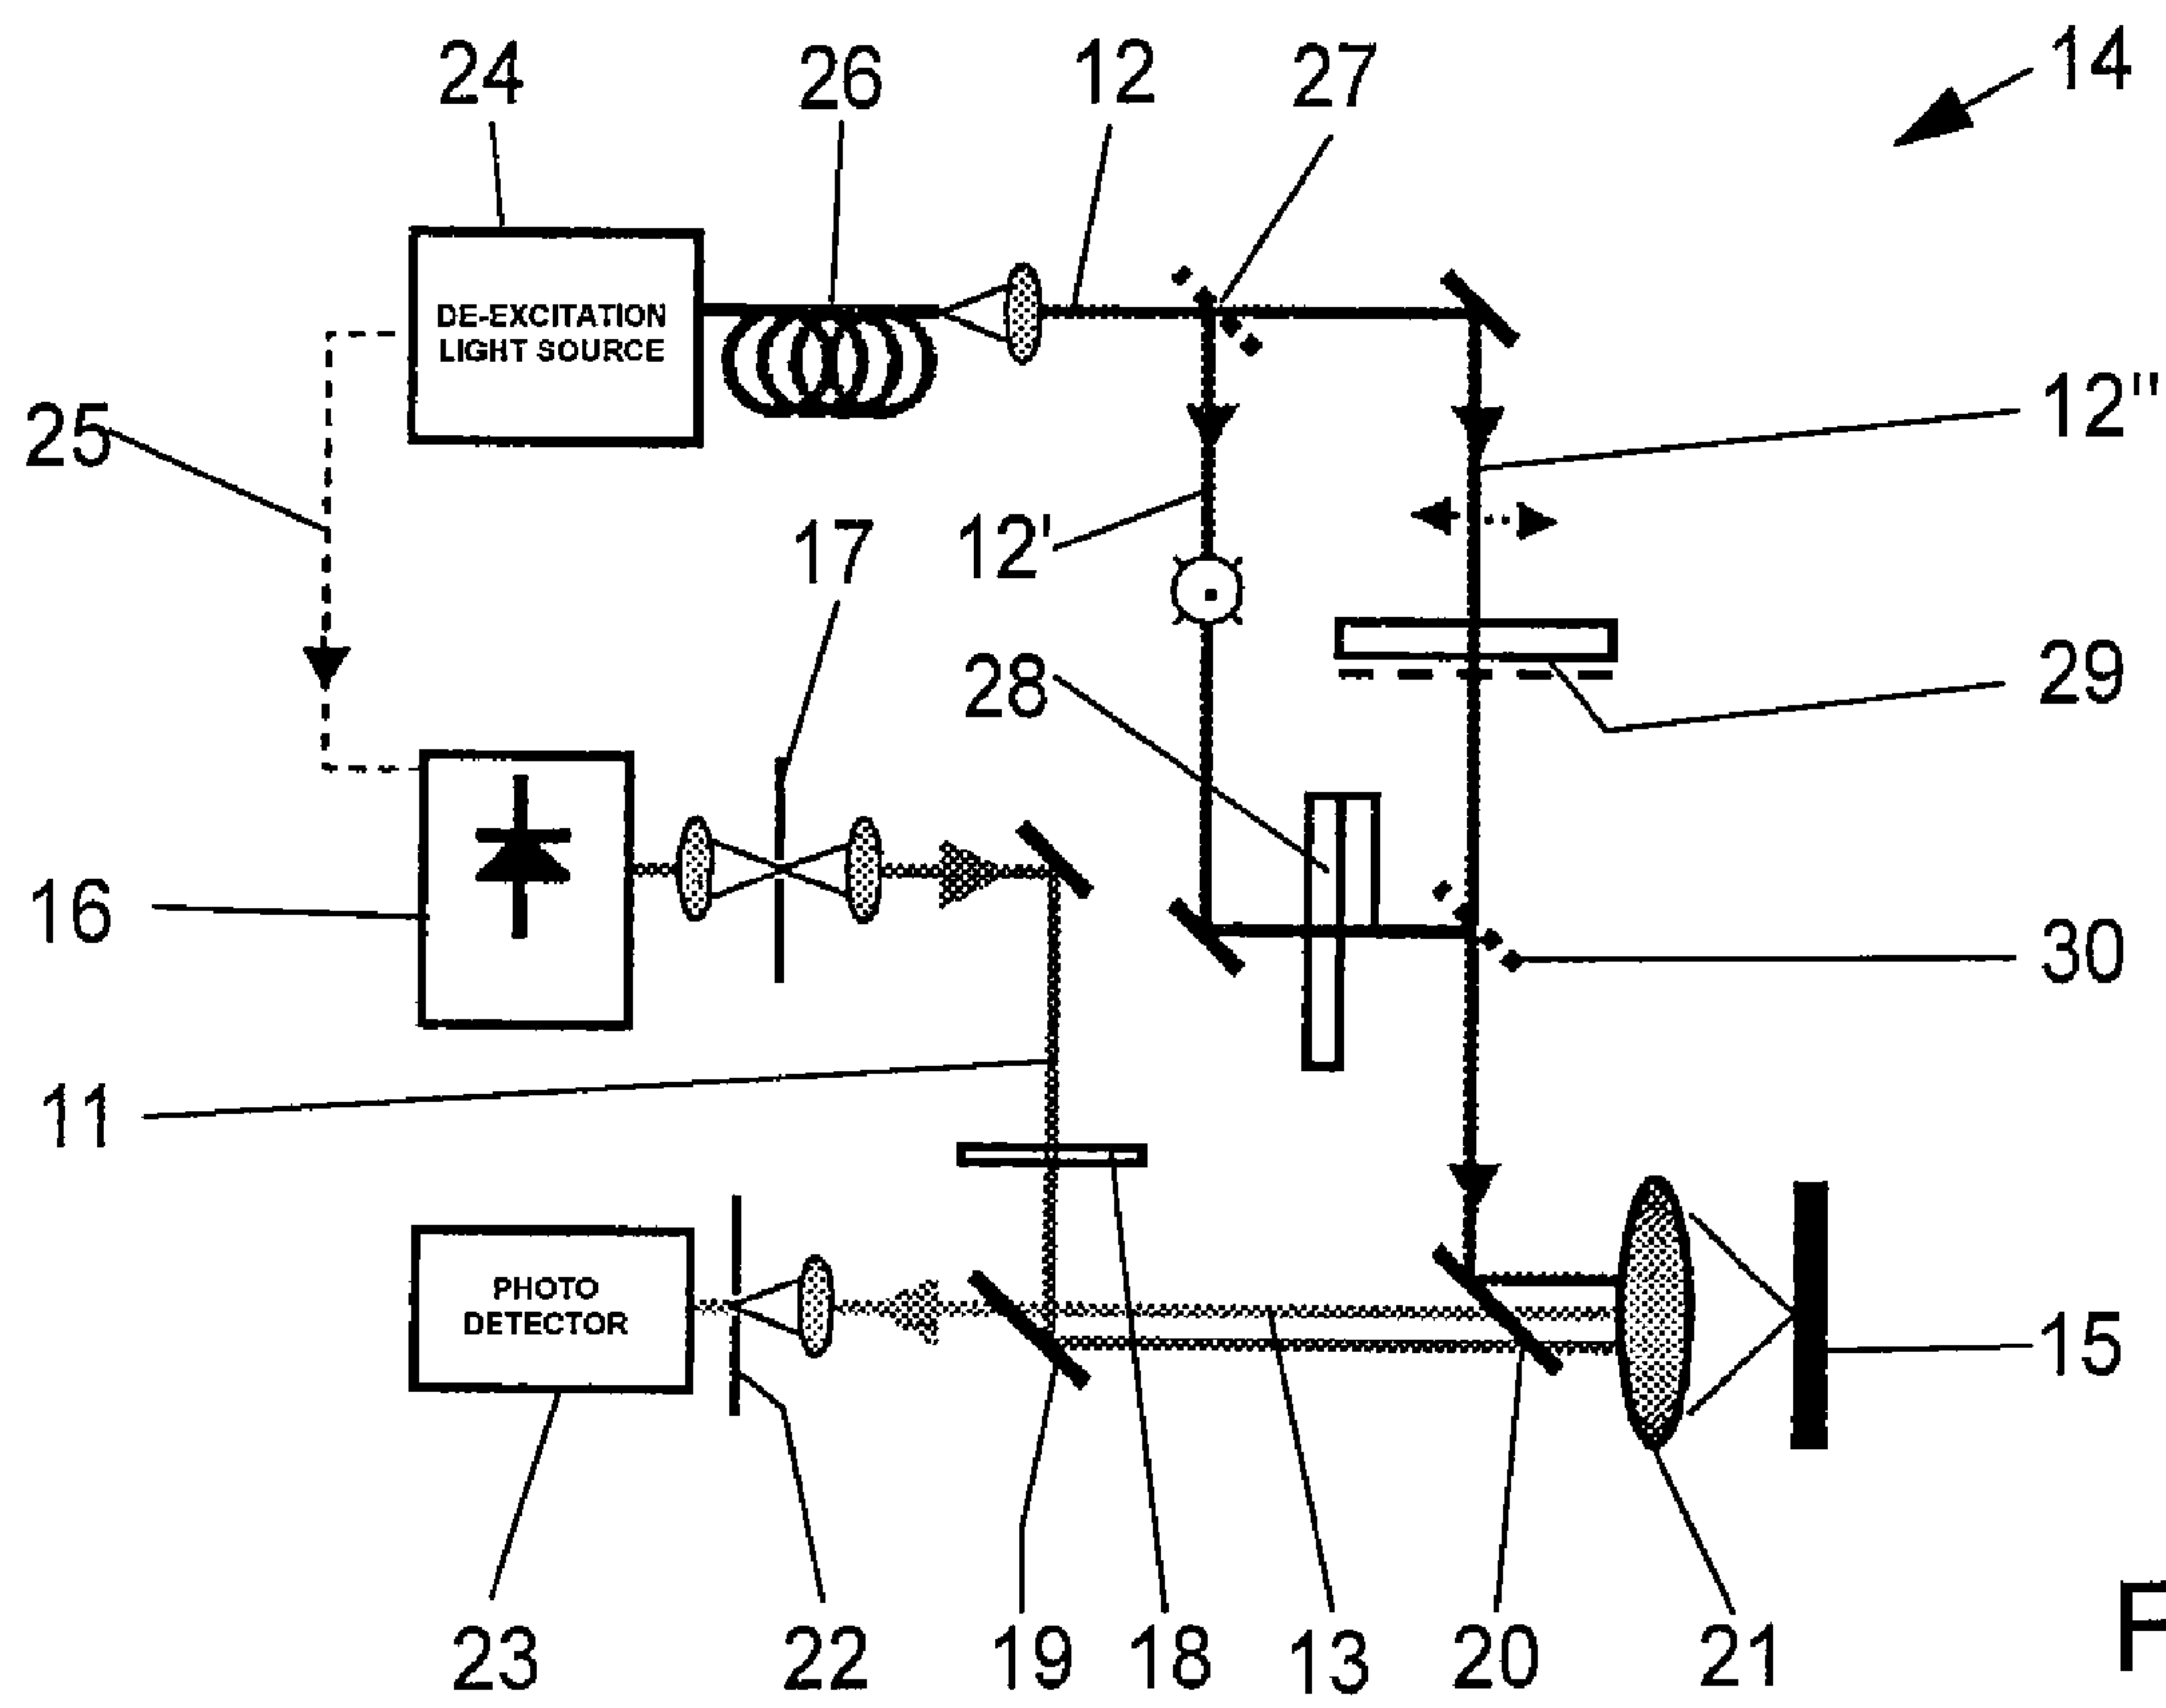 24 26 12 27 14
DE-EXCITATION
LIGHT SOURCE
12"
25
17 12'
28 29
16
30
11
PHOTO
DETECTOR
15
23 22 19 18 13 20 21
F